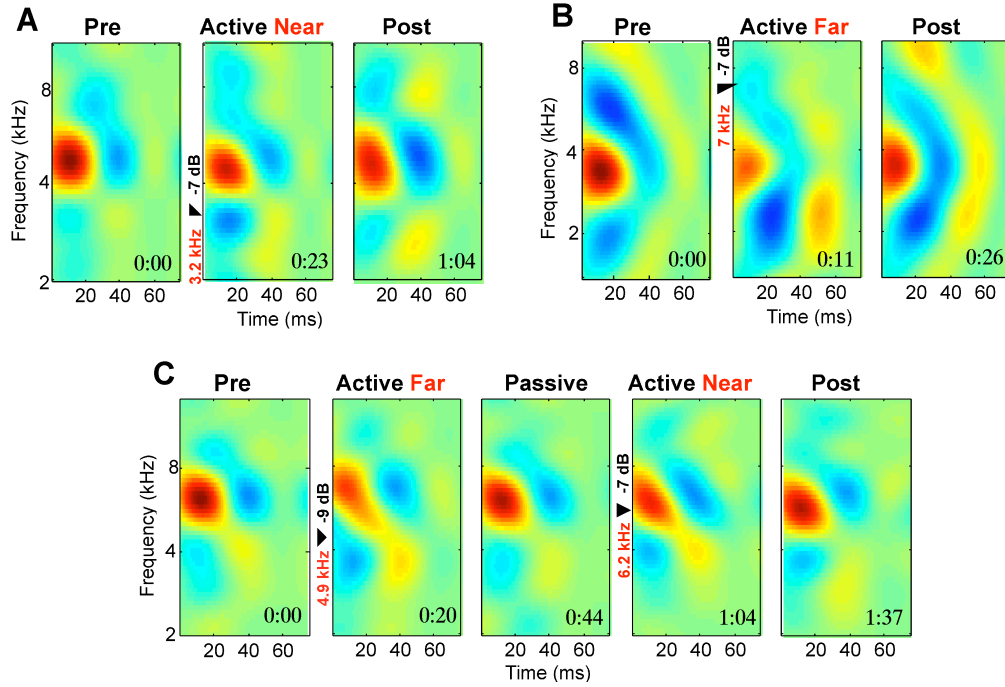 A
Pre
Active Near
Post
Frequency (kHz)
8
4
2
3.2 kHz -7 dB
0:00
0:23
1:04
20 40 60
20 40 60
20 40 60
Time (ms)
B
Pre
Active Far
Post
Frequency (kHz)
8
4
2
7 kHz -7 dB
0:00
0:11
0:26
20 40 60
20 40 60
20 40 60
Time (ms)
C
Pre
Active Far
Passive
Active Near
Post
Frequency (kHz)
8
4
2
4.9 kHz -9 dB
6.2 kHz -7 dB
0:00
0:20
0:44
1:04
1:37
20 40 60
20 40 60
20 40 60
20 40 60
20 40 60
Time (ms)